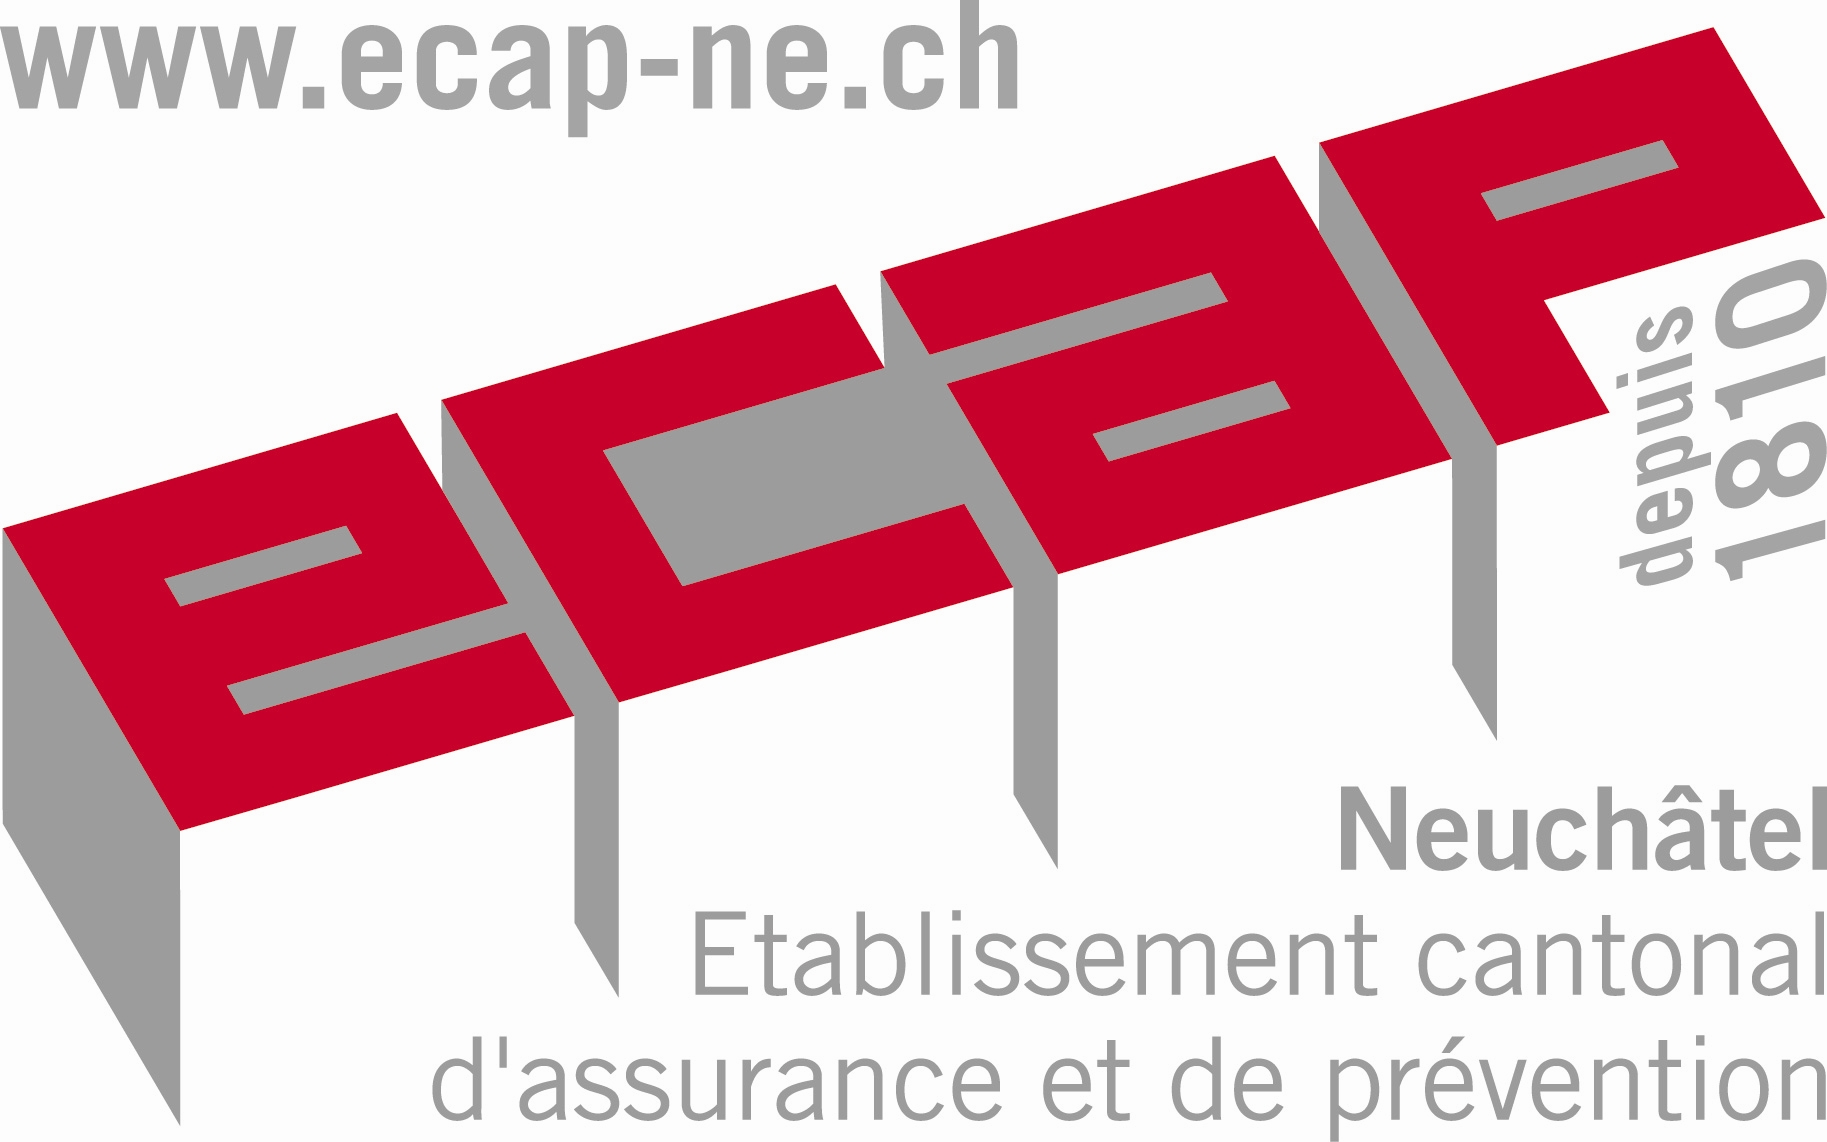 www.ecap-ne.ch
ecap
depuis
1810
Neuchâtel
Etablissement cantonal
d'assurance et de prévention